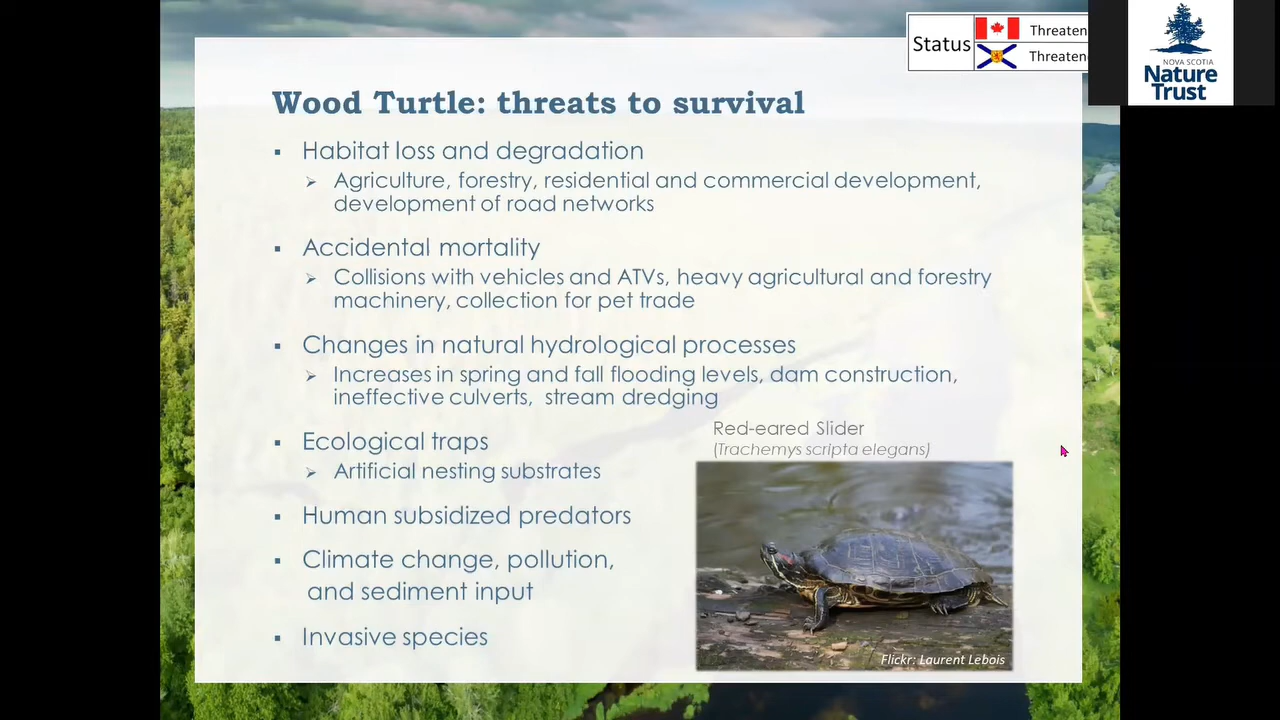 Status
Threaten
Threaten
NOVA SCOTIA
Nature
Trust
Wood Turtle: threats to survival
▪ Habitat loss and degradation
➢ Agriculture, forestry, residential and commercial development,
development of road networks
▪ Accidental mortality
➢ Collisions with vehicles and ATVs, heavy agricultural and forestry
machinery, collection for pet trade
▪ Changes in natural hydrological processes
➢ Increases in spring and fall flooding levels, dam construction,
ineffective culverts, stream dredging
▪ Ecological traps
➢ Artificial nesting substrates
▪ Human subsidized predators
▪ Climate change, pollution,
and sediment input
▪ Invasive species
Red-eared Slider
(Trachemys scripta elegans)
Flickr: Laurent Lebois